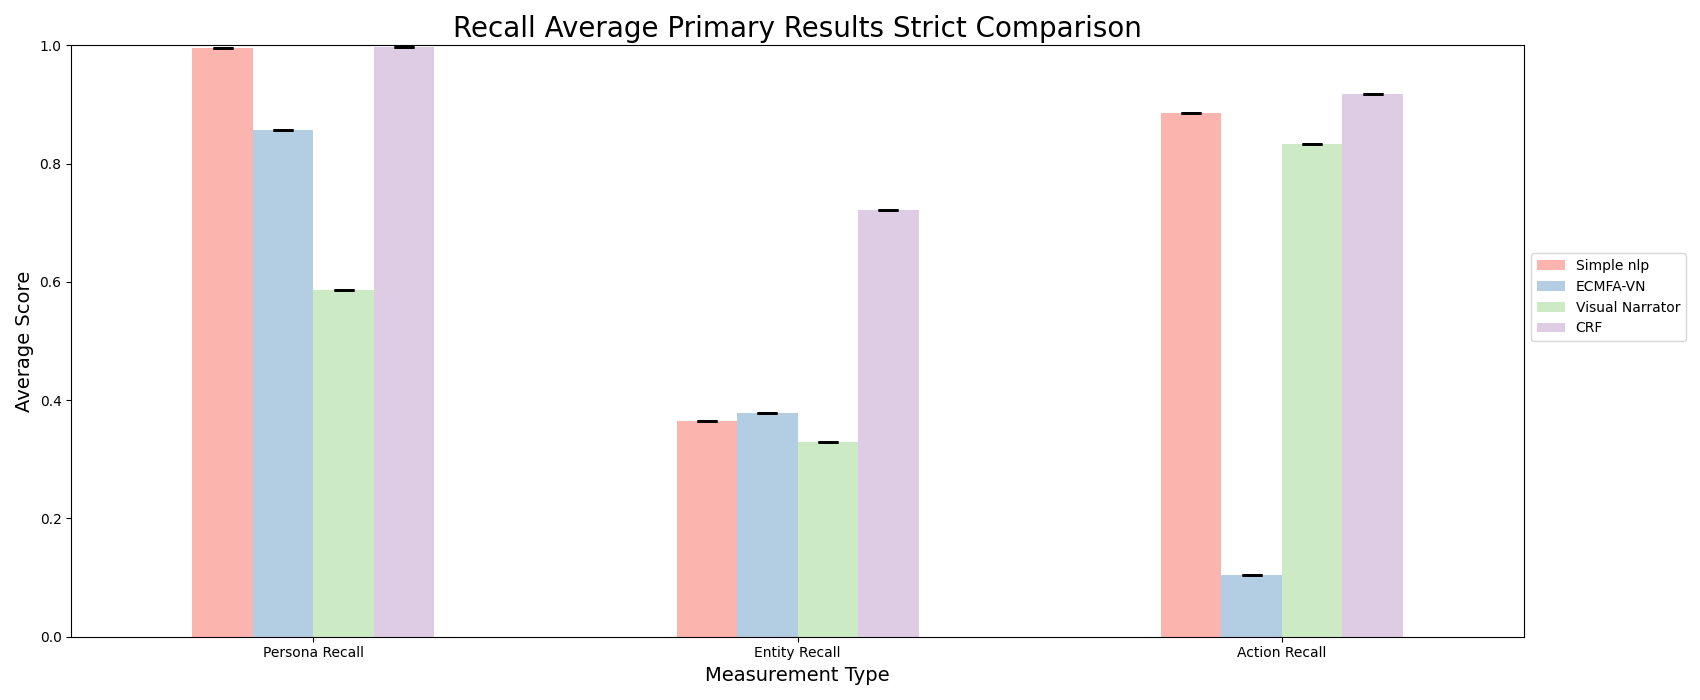 Recall Average Primary Results Strict Comparison
1.0
0.8
0.6
0.4
0.2
0.0
Average Score
Persona Recall
Entity Recall
Action Recall
Measurement Type
Simple nlp
ECMFA-VN
Visual Narrator
CRF